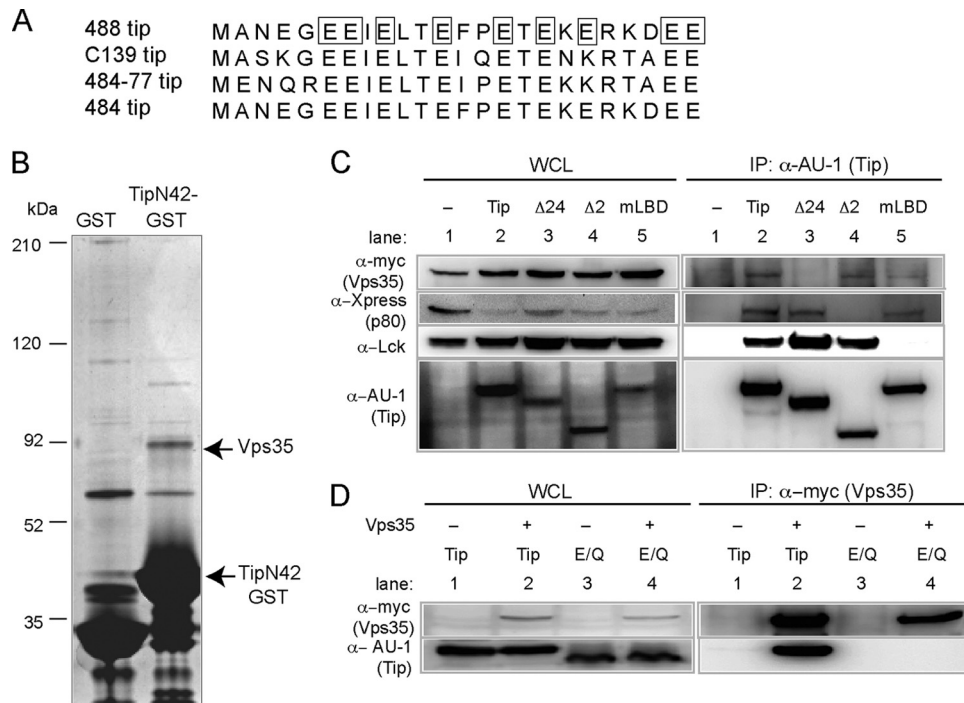 A
488 tip M A N E G E E I E L T E F P E T E K E R K D E E
C139 tip M A S K G E E I E L T E I Q E T E N K R T A E E
484-77 tip M E N Q R E E I E L T E I P E T E K K R T A E E
484 tip M A N E G E E I E L T E F P E T E K E R K D E E
B
kDa GST TipN42-GST
210
120
92
52
35
Vps35
TipN42
GST
C
WCL IP: α-AU-1 (Tip)
– Tip Δ24 Δ2 mLBD – Tip Δ24 Δ2 mLBD
lane: 1 2 3 4 5 1 2 3 4 5
α-myc
(Vps35)
α–Xpress
(p80)
α–Lck
α–AU-1
(Tip)
D
WCL IP: α–myc (Vps35)
Vps35 – + – + – + – +
Tip Tip E/Q E/Q Tip Tip E/Q E/Q
lane: 1 2 3 4 1 2 3 4
α–myc
(Vps35)
α– AU-1
(Tip)